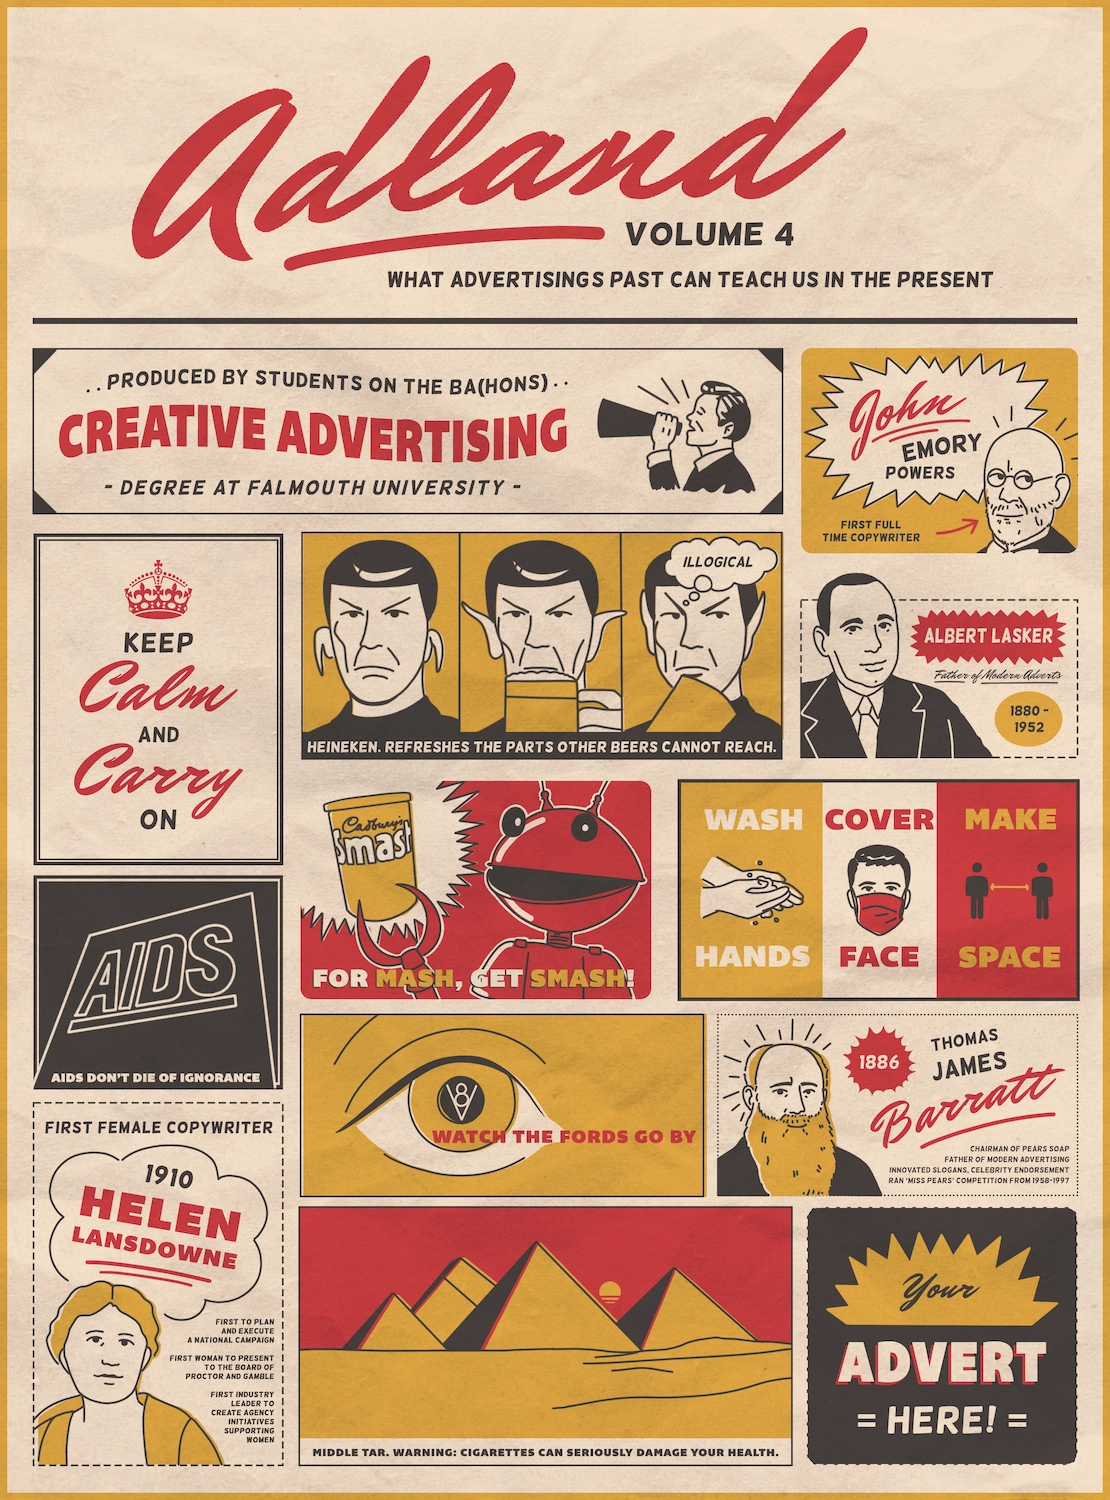 Adland
VOLUME 4
WHAT ADVERTISINGS PAST CAN TEACH US IN THE PRESENT
. . PRODUCED BY STUDENTS ON THE BA(HONS) . .
CREATIVE ADVERTISING
- DEGREE AT FALMOUTH UNIVERSITY -
John
EMORY
POWERS
FIRST FULL
TIME COPYWRITER
KEEP
Calm
AND
Carry
ON
ILLOGICAL
HEINEKEN. REFRESHES THE PARTS OTHER BEERS CANNOT REACH.
ALBERT LASKER
Father of Modern Adverts
1880 -
1952
Cadbury's
Smash
FOR MASH, GET SMASH!
WASH
HANDS
COVER
FACE
MAKE
SPACE
AIDS
AIDS DON'T DIE OF IGNORANCE
V8
WATCH THE FORDS GO BY
1886
THOMAS
JAMES
Barratt
CHAIRMAN OF PEARS SOAP
FATHER OF MODERN ADVERTISING
INNOVATED SLOGANS, CELEBRITY ENDORSEMENT
RAN 'MISS PEARS' COMPETITION FROM 1958-1997
FIRST FEMALE COPYWRITER
1910
HELEN
LANSDOWNE
FIRST TO PLAN
AND EXECUTE
A NATIONAL CAMPAIGN
FIRST WOMAN TO PRESENT
TO THE BOARD OF
PROCTOR AND GAMBLE
FIRST INDUSTRY
LEADER TO
CREATE AGENCY
INITIATIVES
SUPPORTING
WOMEN
MIDDLE TAR. WARNING: CIGARETTES CAN SERIOUSLY DAMAGE YOUR HEALTH.
Your
ADVERT
= HERE! =